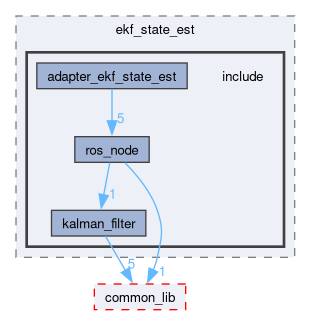 ekf_state_est
adapter_ekf_state_est
include
5
ros_node
1
kalman_filter
5
1
common_lib